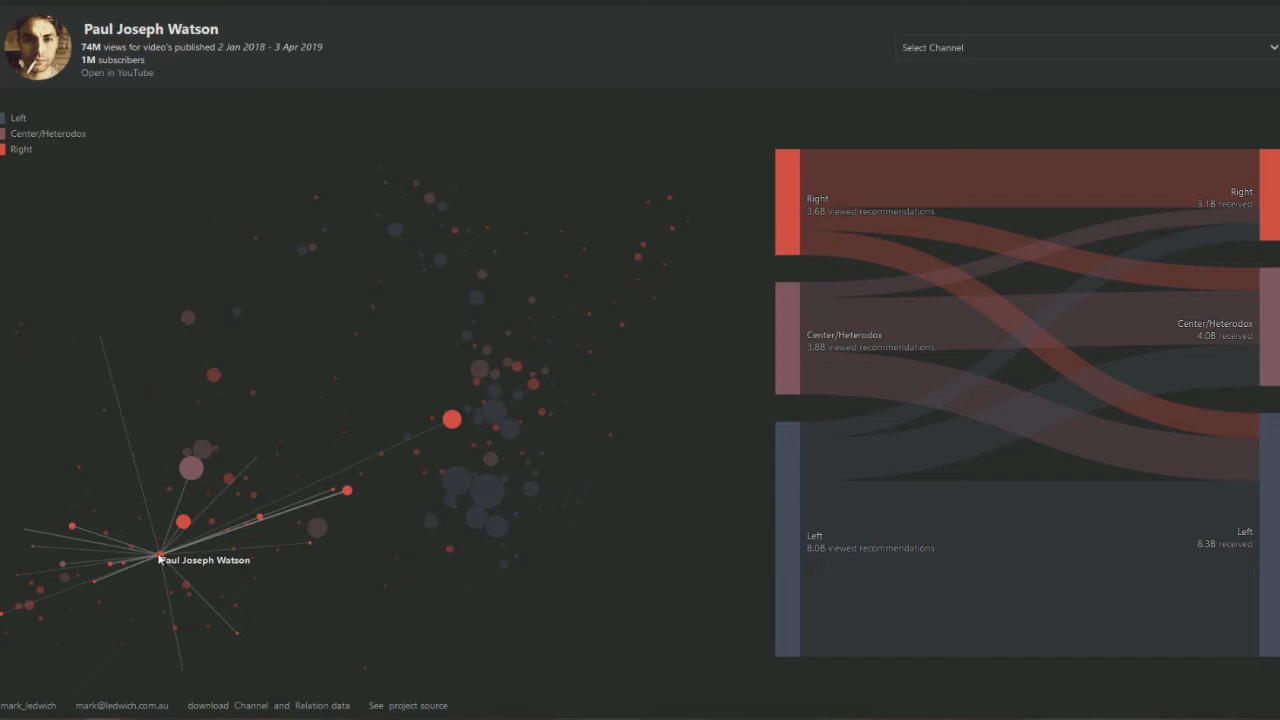 Paul Joseph Watson
74M views for video's published 2 Jan 2018 - 3 Apr 2019
1M subscribers
Open in YouTube
Select Channel
Left
Center/Heterodox
Right
Right
3.6B viewed recommendations
Right
3.1B received
Center/Heterodox
3.8B viewed recommendations
Center/Heterodox
4.0B received
Left
8.0B viewed recommendations
Left
8.3B received
Paul Joseph Watson
mark_ledwich mark@ledwich.com.au download Channel and Relation data See project source